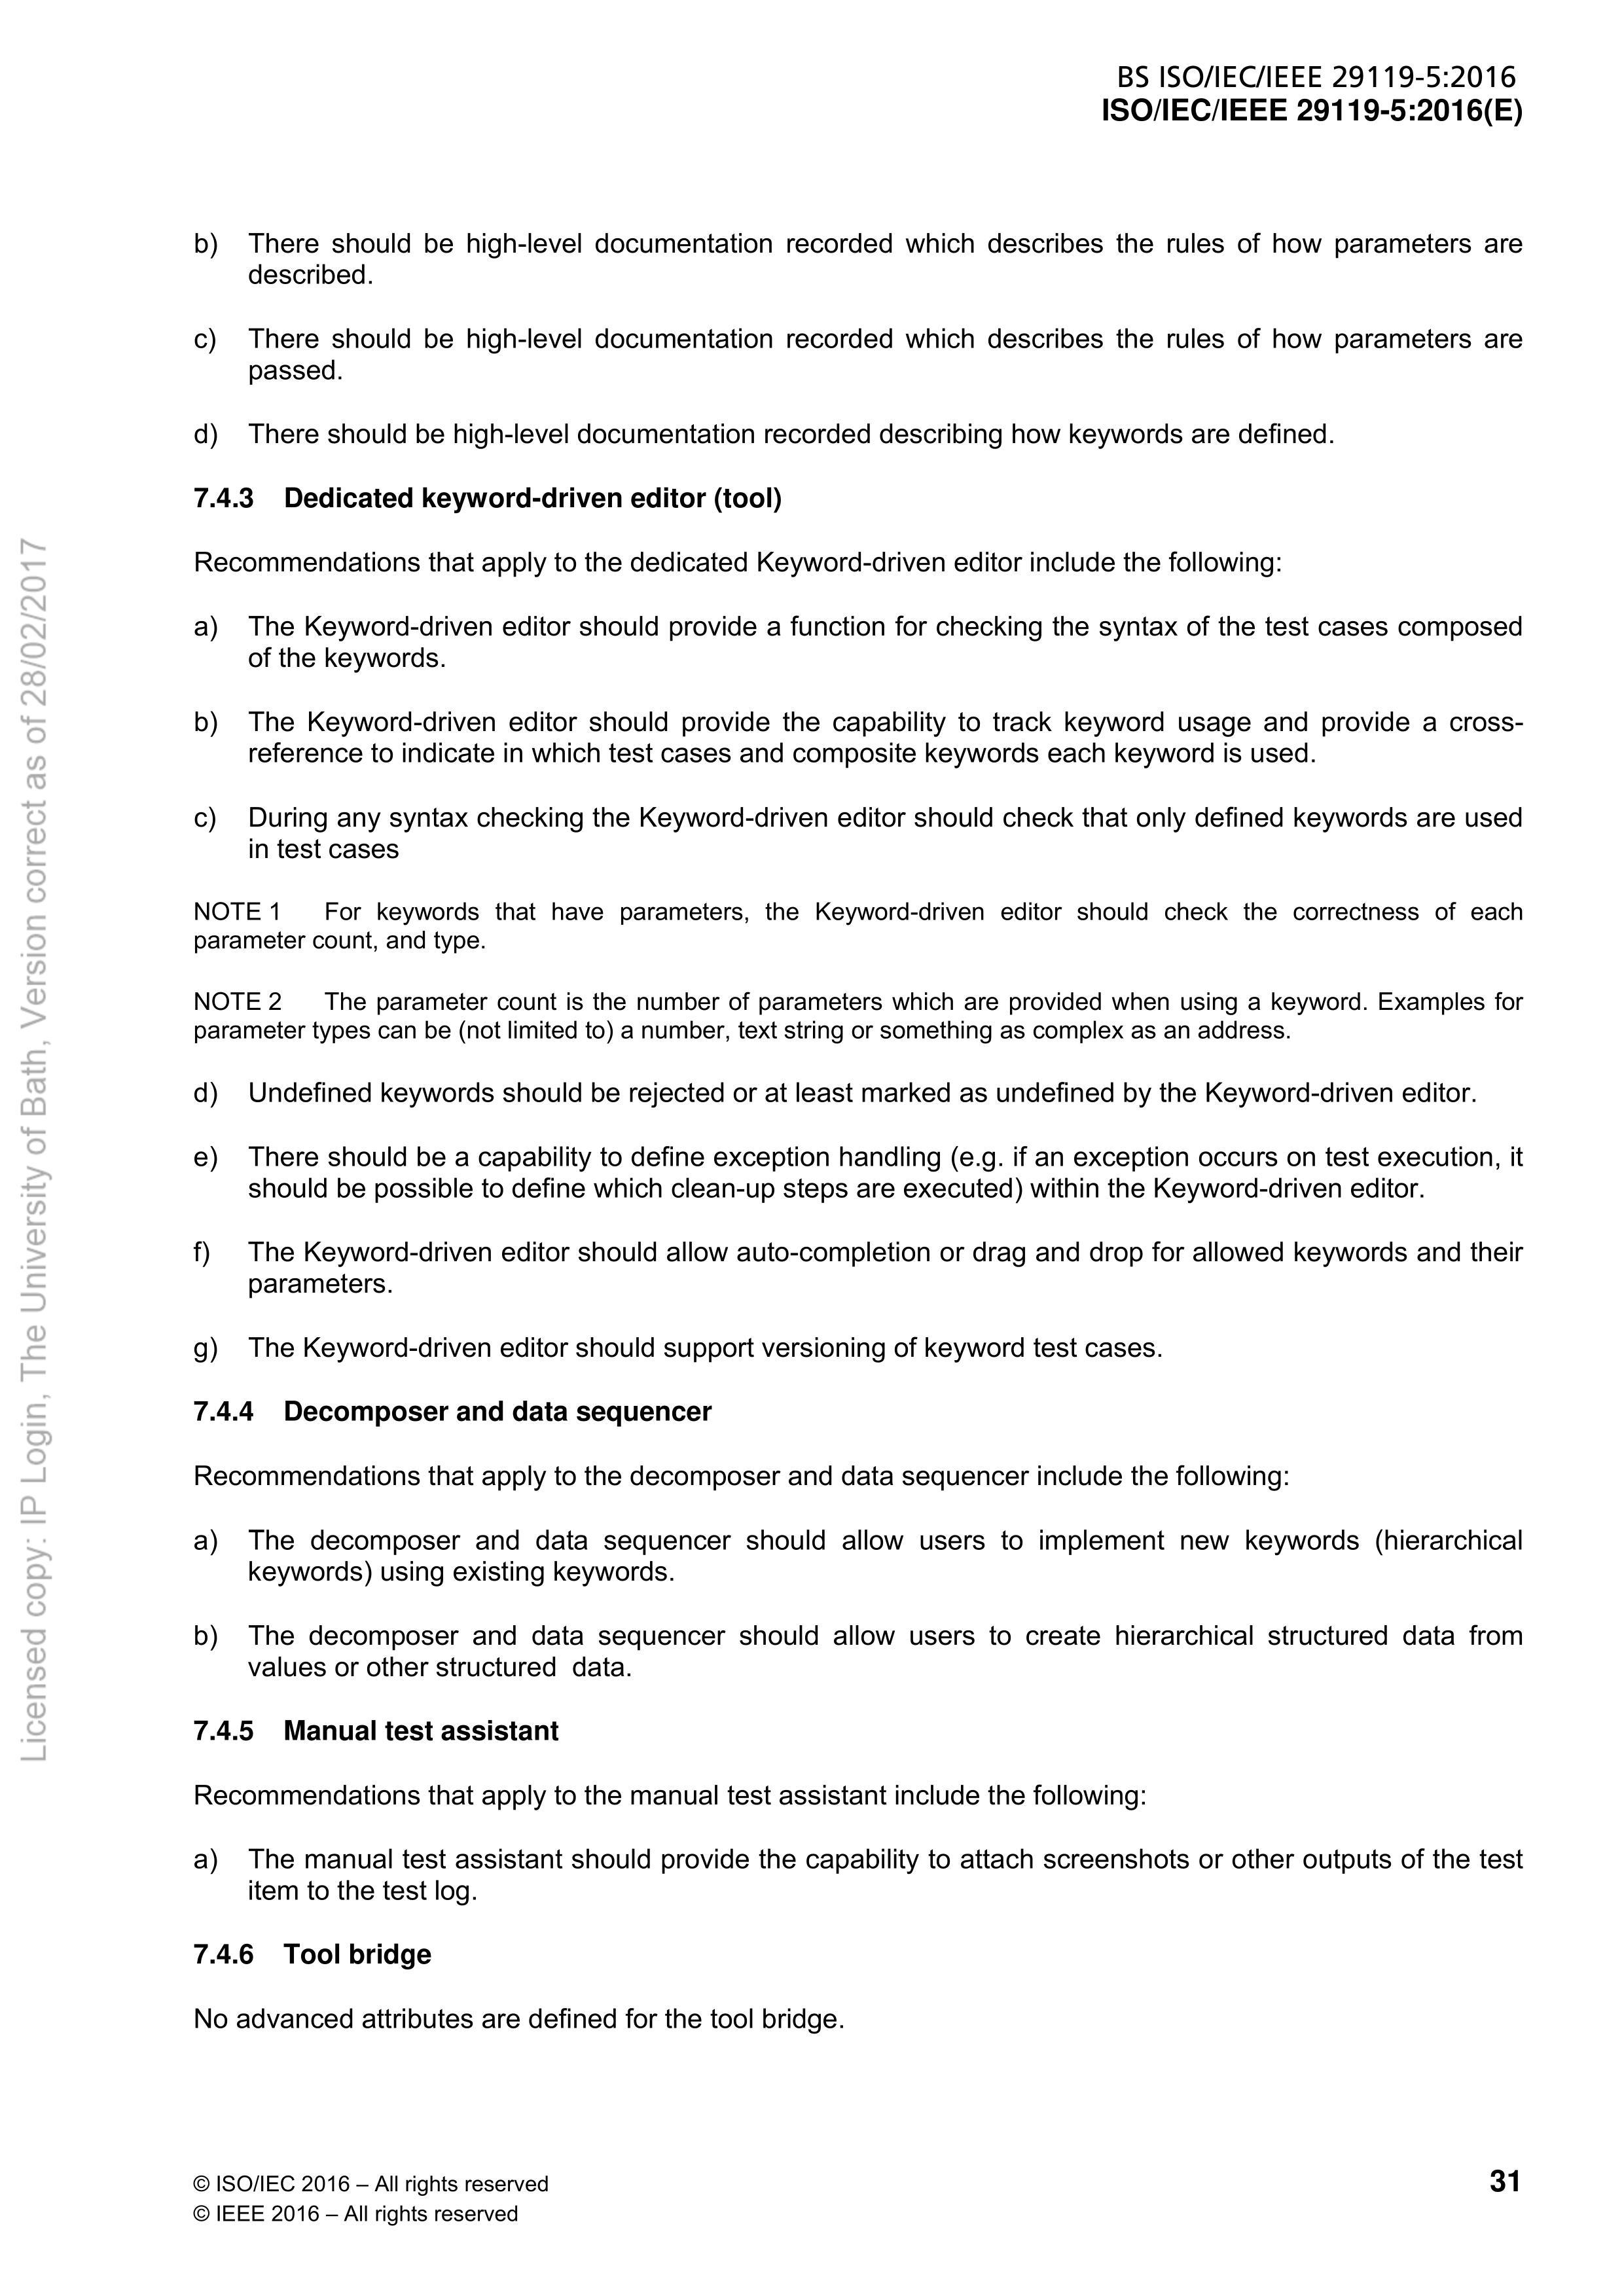 BS ISO/IEC/IEEE 29119-5:2016
ISO/IEC/IEEE 29119-5:2016(E)
b) There should be high-level documentation recorded which describes the rules of how parameters are
described.
c) There should be high-level documentation recorded which describes the rules of how parameters are
passed.
d) There should be high-level documentation recorded describing how keywords are defined.
7.4.3 Dedicated keyword-driven editor (tool)
Recommendations that apply to the dedicated Keyword-driven editor include the following:
a) The Keyword-driven editor should provide a function for checking the syntax of the test cases composed
of the keywords.
b) The Keyword-driven editor should provide the capability to track keyword usage and provide a cross-
reference to indicate in which test cases and composite keywords each keyword is used.
c) During any syntax checking the Keyword-driven editor should check that only defined keywords are used
in test cases
NOTE 1 For keywords that have parameters, the Keyword-driven editor should check the correctness of each
parameter count, and type.
NOTE 2 The parameter count is the number of parameters which are provided when using a keyword. Examples for
parameter types can be (not limited to) a number, text string or something as complex as an address.
d) Undefined keywords should be rejected or at least marked as undefined by the Keyword-driven editor.
e) There should be a capability to define exception handling (e.g. if an exception occurs on test execution, it
should be possible to define which clean-up steps are executed) within the Keyword-driven editor.
f) The Keyword-driven editor should allow auto-completion or drag and drop for allowed keywords and their
parameters.
g) The Keyword-driven editor should support versioning of keyword test cases.
7.4.4 Decomposer and data sequencer
Recommendations that apply to the decomposer and data sequencer include the following:
a) The decomposer and data sequencer should allow users to implement new keywords (hierarchical
keywords) using existing keywords.
b) The decomposer and data sequencer should allow users to create hierarchical structured data from
values or other structured data.
7.4.5 Manual test assistant
Recommendations that apply to the manual test assistant include the following:
a) The manual test assistant should provide the capability to attach screenshots or other outputs of the test
item to the test log.
7.4.6 Tool bridge
No advanced attributes are defined for the tool bridge.
© ISO/IEC 2016 – All rights reserved
© IEEE 2016 – All rights reserved
31
Licensed copy: IP Login, The University of Bath, Version correct as of 28/02/2017